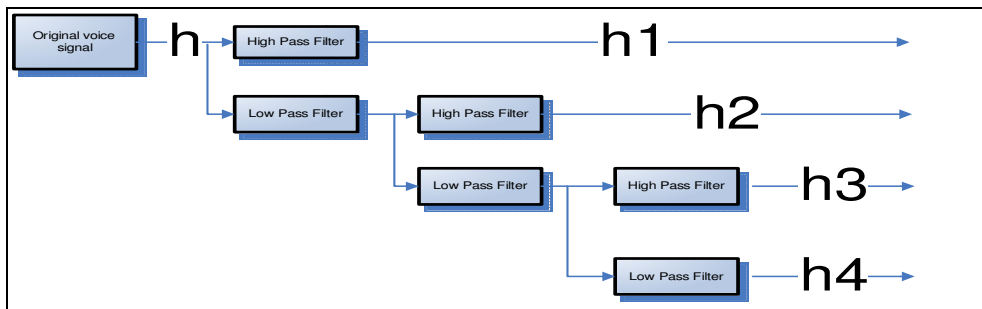 Original voice
signal
h
High Pass Filter
h1
Low Pass Filter
High Pass Filter
h2
Low Pass Filter
High Pass Filter
h3
Low Pass Filter
h4